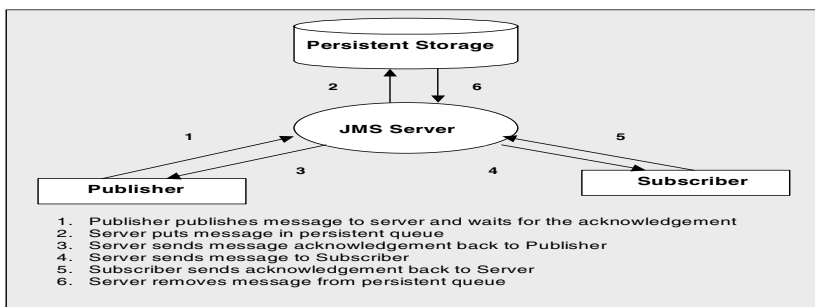 Persistent Storage
2
6
JMS Server
1
5
3
4
Publisher
Subscriber
1. Publisher publishes message to server and waits for the acknowledgement
2. Server puts message in persistent queue
3. Server sends message acknowledgement back to Publisher
4. Server sends message to Subscriber
5. Subscriber sends acknowledgement back to Server
6. Server removes message from persistent queue